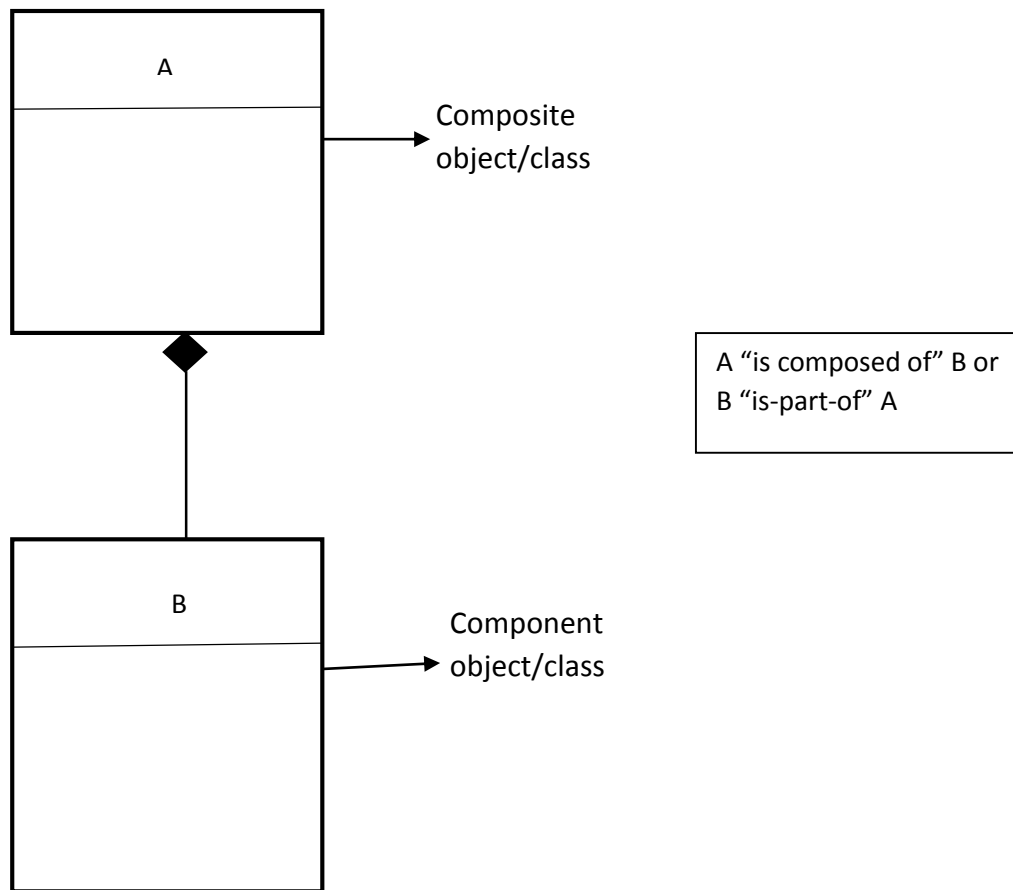 A
Composite
object/class
A “is composed of” B or
B “is-part-of” A
B
Component
object/class